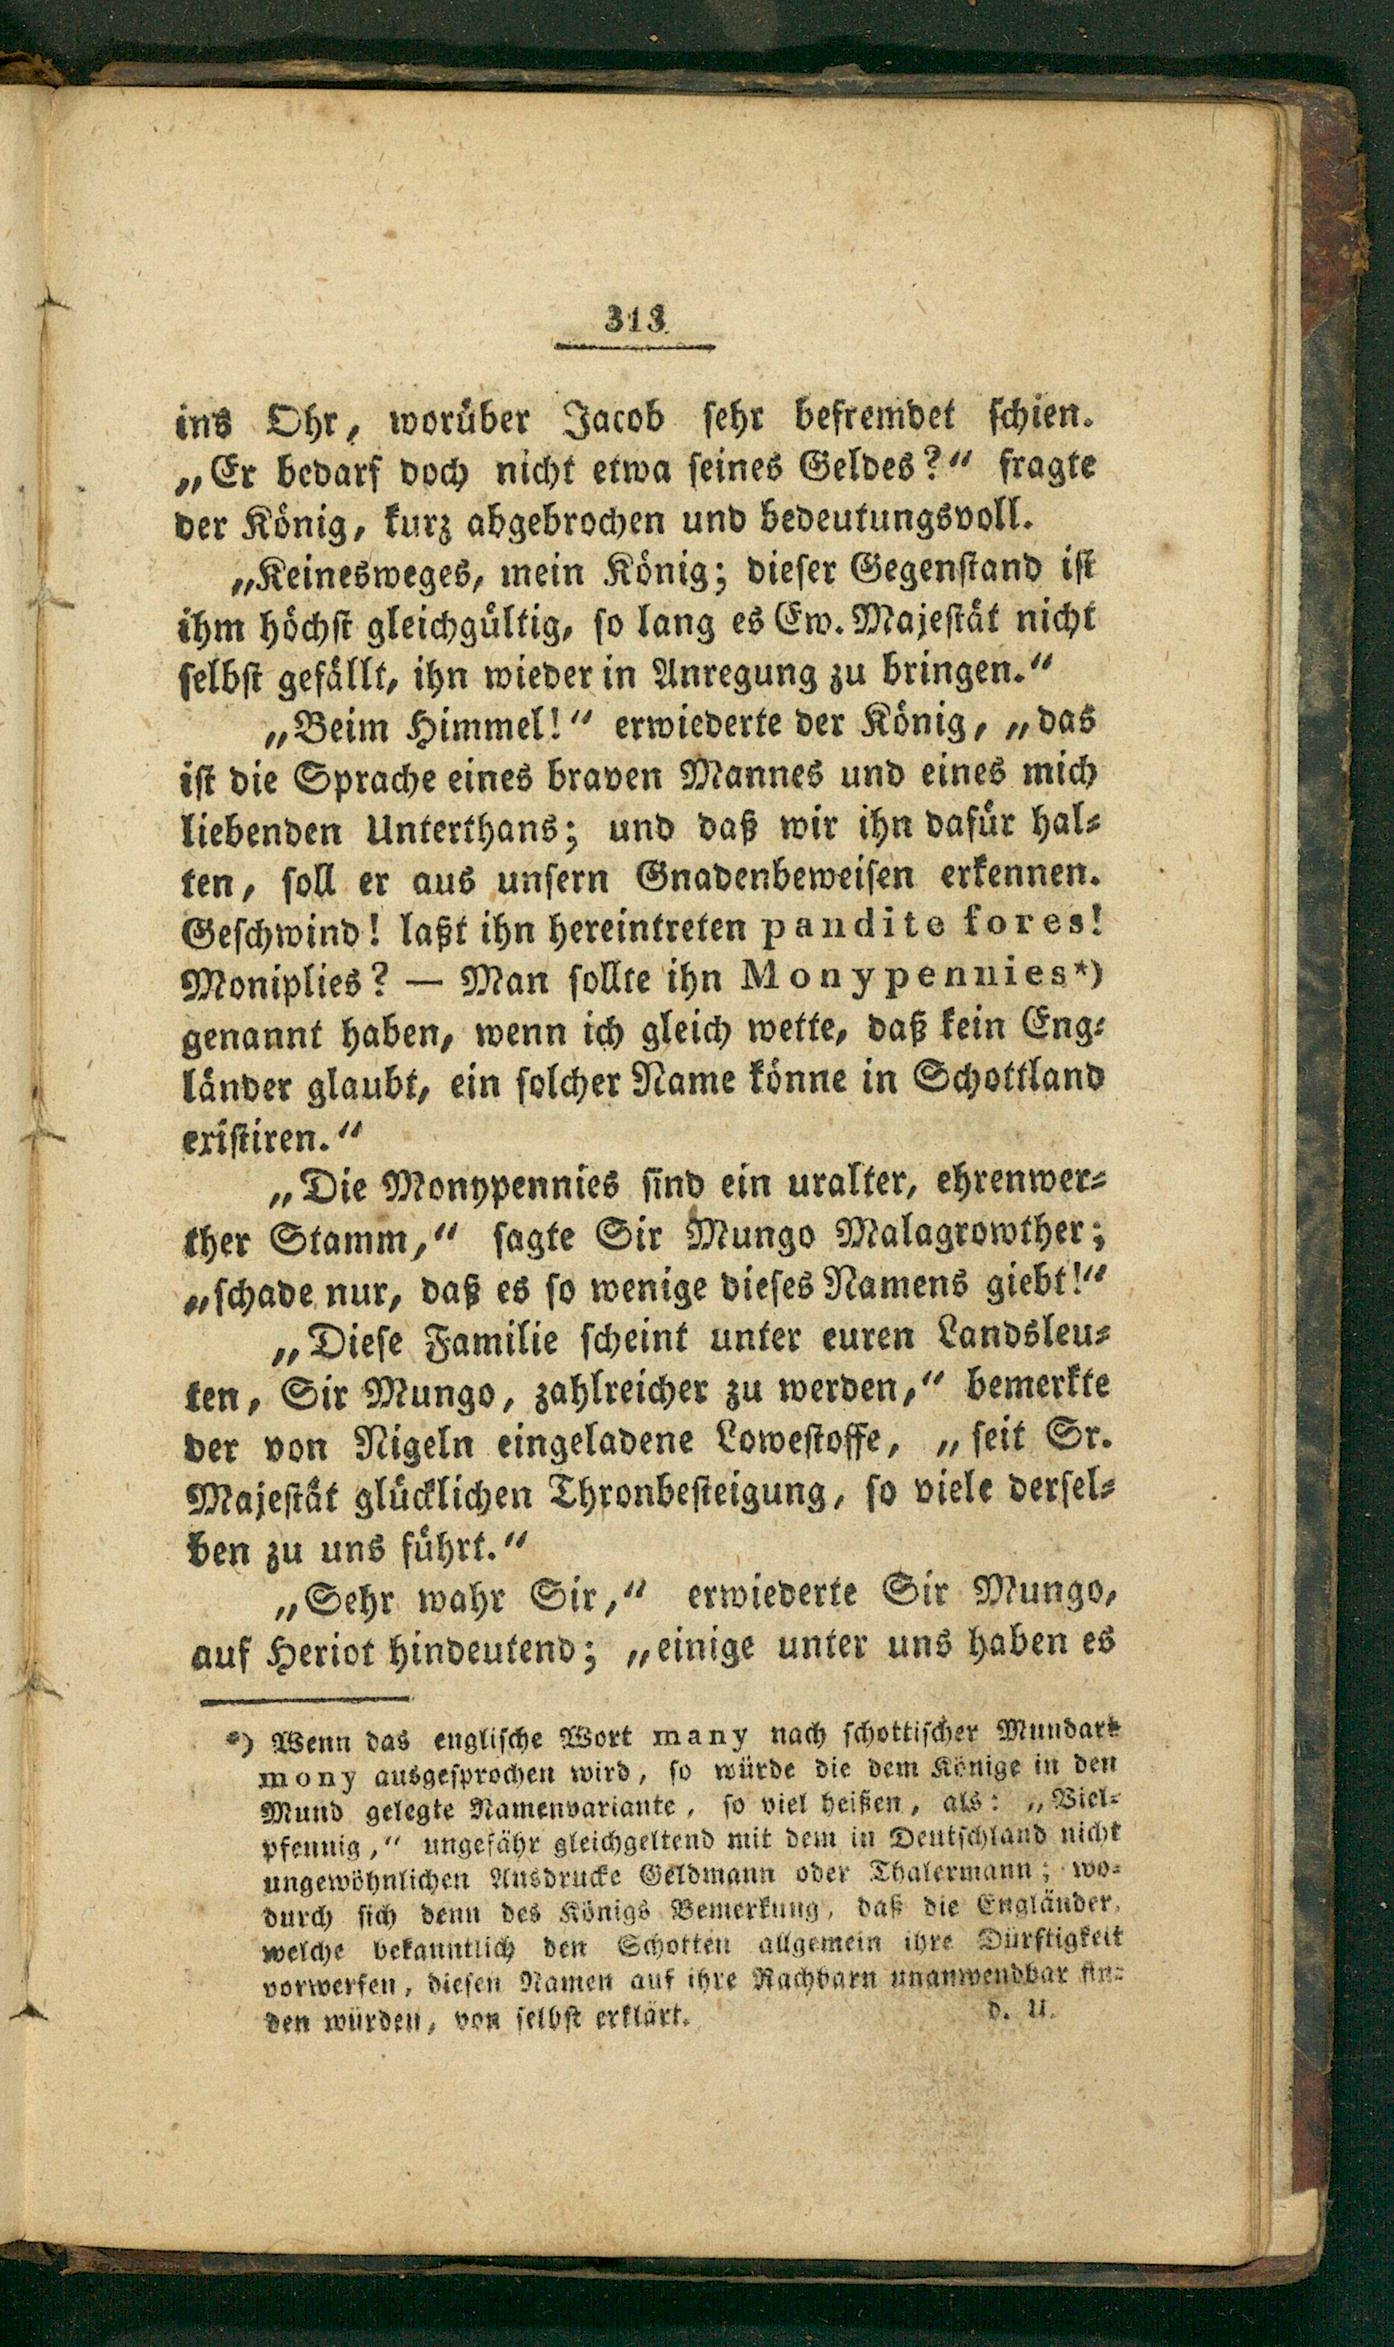 313
ins Ohr, worüber Jacob sehr befremdet schien.
„Er bedarf doch nicht etwa seines Geldes?“ fragte
der König, kurz abgebrochen und bedeutungsvoll.
„Keinesweges, mein König; dieser Gegenstand ist
ihm höchst gleichgültig, so lang es Ew. Majestät nicht
selbst gefällt, ihn wieder in Anregung zu bringen.“
„Beim Himmel!“ erwiederte der König, „das
ist die Sprache eines braven Mannes und eines mich
liebenden Unterthans; und daß wir ihn dafür hal-
ten, soll er aus unsern Gnadenbeweisen erkennen.
Geschwind! laßt ihn hereintreten pandite fores!
Moniplies? — Man sollte ihn Monypennies*)
genannt haben, wenn ich gleich wette, daß kein Eng-
länder glaubt, ein solcher Name könne in Schottland
existiren.“
„Die Monypennies sind ein uralter, ehrenwer-
ther Stamm,“ sagte Sir Mungo Malagrowther;
„schade nur, daß es so wenige dieses Namens giebt!“
„Diese Familie scheint unter euren Landsleu-
ten, Sir Mungo, zahlreicher zu werden,“ bemerkte
der von Nigeln eingeladene Lowestoffe, „seit Sr.
Majestät glücklichen Thronbesteigung, so viele dersel-
ben zu uns führt.“
„Sehr wahr Sir,“ erwiederte Sir Mungo,
auf Heriot hindeutend; „einige unter uns haben es
*) Wenn das englische Wort many nach schottischer Mundart
mony ausgesprochen wird, so würde die dem Könige in den
Mund gelegte Namenvariante, so viel heißen, als: „Viel-
pfennig,“ ungefähr gleichgeltend mit dem in Deutschland nicht
ungewöhnlichen Ausdrucke Geldmann oder Thalermann; wo-
durch sich denn des Königs Bemerkung, daß die Engländer,
welche bekanntlich den Schotten allgemein ihre Dürftigkeit
vorwerfen, diesen Namen auf ihre Nachbarn unanwendbar fin-
den würden, von selbst erklärt. d. U.